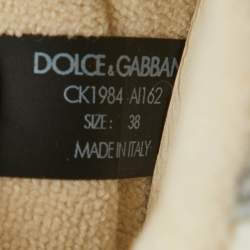 DOLCE & GABBAN
CK1984 AI162
SIZE: 38
MADE IN ITALY